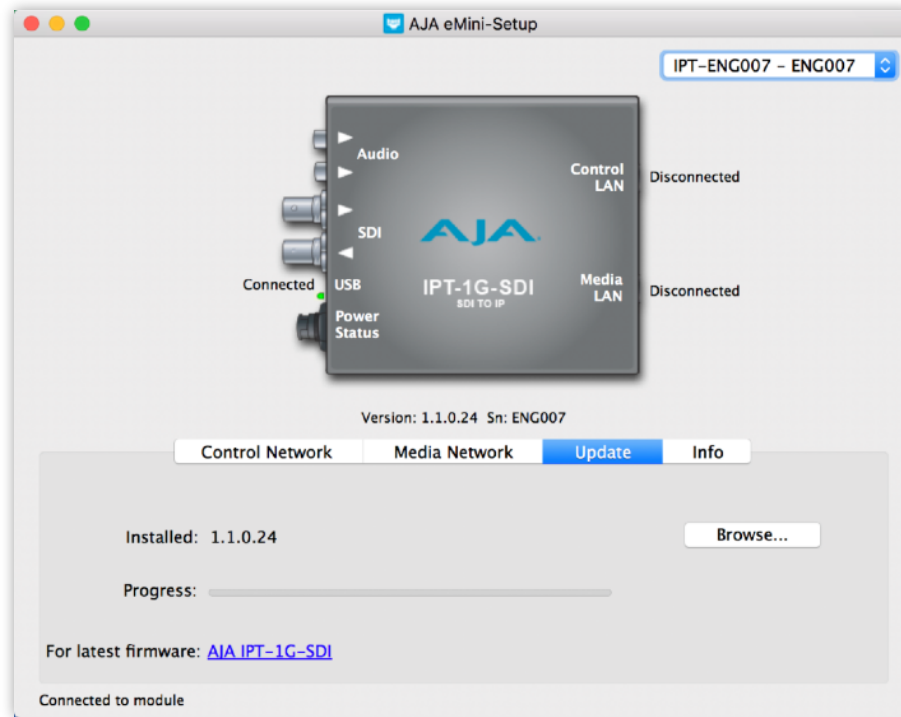 AJA eMini-Setup
IPT-ENG007 - ENG007
Audio
Control
LAN
Disconnected
SDI
AJA
Connected
USB
IPT-1G-SDI
SDI TO IP
Media
LAN
Disconnected
Power
Status
Version: 1.1.0.24 Sn: ENG007
Control Network
Media Network
Update
Info
Installed: 1.1.0.24
Browse...
Progress:
For latest firmware: AJA IPT-1G-SDI
Connected to module